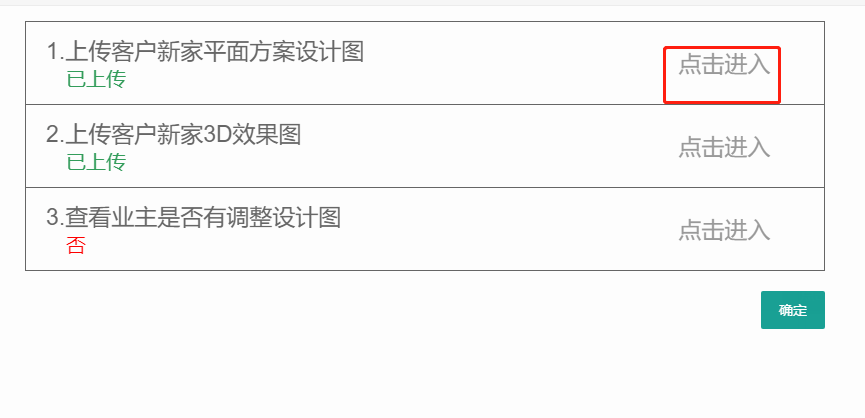 1.上传客户新家平面方案设计图
已上传
点击进入
2.上传客户新家3D效果图
已上传
点击进入
3.查看业主是否有调整设计图
否
点击进入
确定